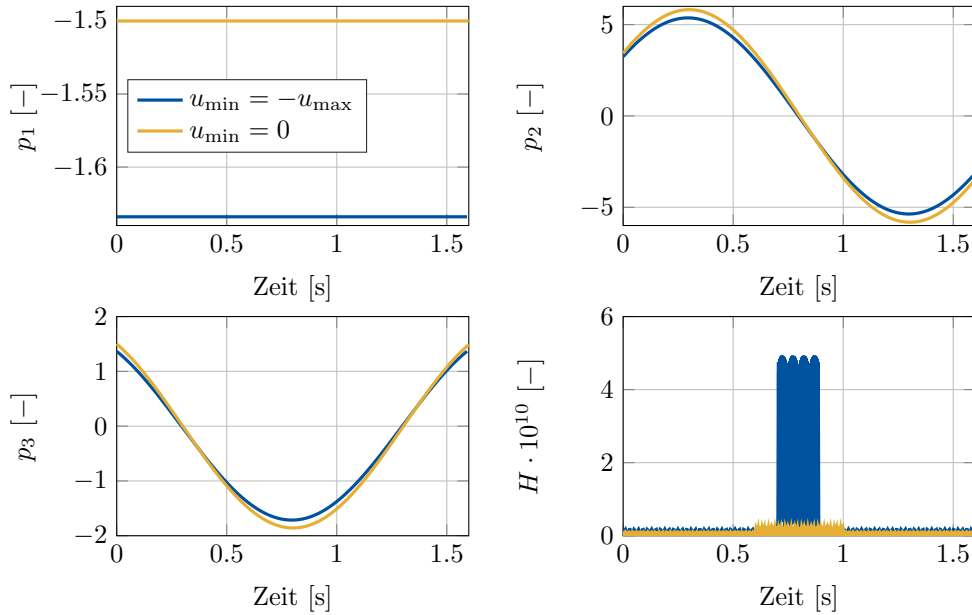 −1.5
−1.55
−1.6
p₁ [−]
u_min = −u_max
u_min = 0
0 0.5 1 1.5
Zeit [s]
5
0
−5
p₂ [−]
0 0.5 1 1.5
Zeit [s]
2
1
0
−1
−2
p₃ [−]
0 0.5 1 1.5
Zeit [s]
6
4
2
0
H · 10¹⁰ [−]
0 0.5 1 1.5
Zeit [s]